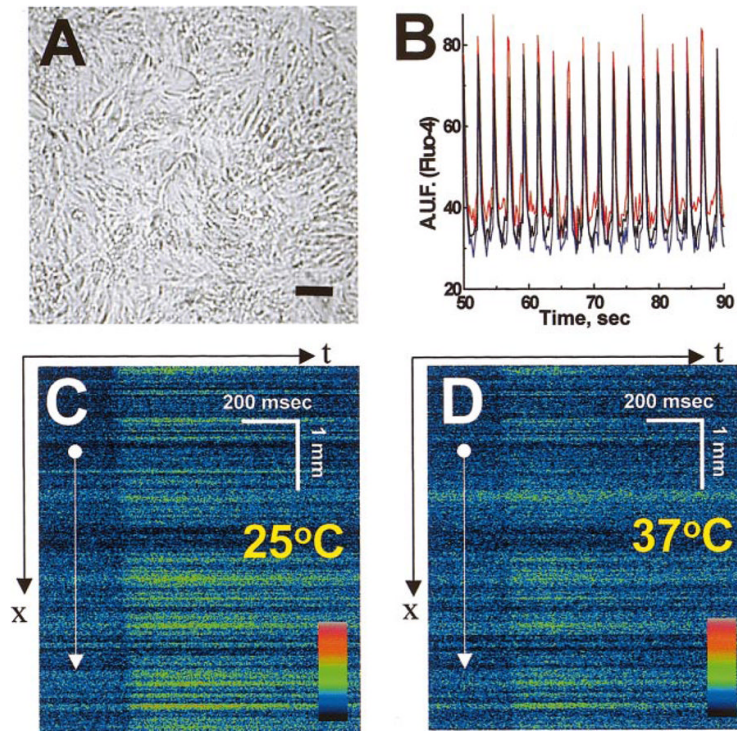 A
B
A.U.F. (Fluo-4)
80
60
40
20
50
60
70
80
90
Time, sec
t
C
200 msec
1 mm
25°C
x
t
D
200 msec
1 mm
37°C
x